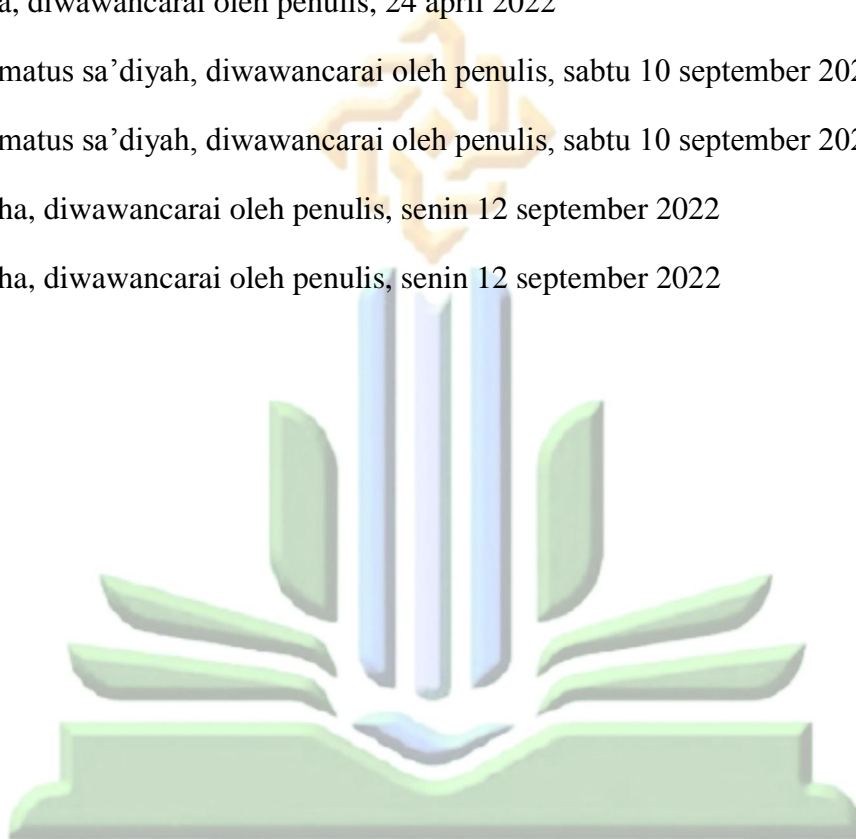 a, diwawancarai oleh penulis, 24 april 2022
matus sa’diyah, diwawancarai oleh penulis, sabtu 10 september 202
matus sa’diyah, diwawancarai oleh penulis, sabtu 10 september 202
ha, diwawancarai oleh penulis, senin 12 september 2022
ha, diwawancarai oleh penulis, senin 12 september 2022